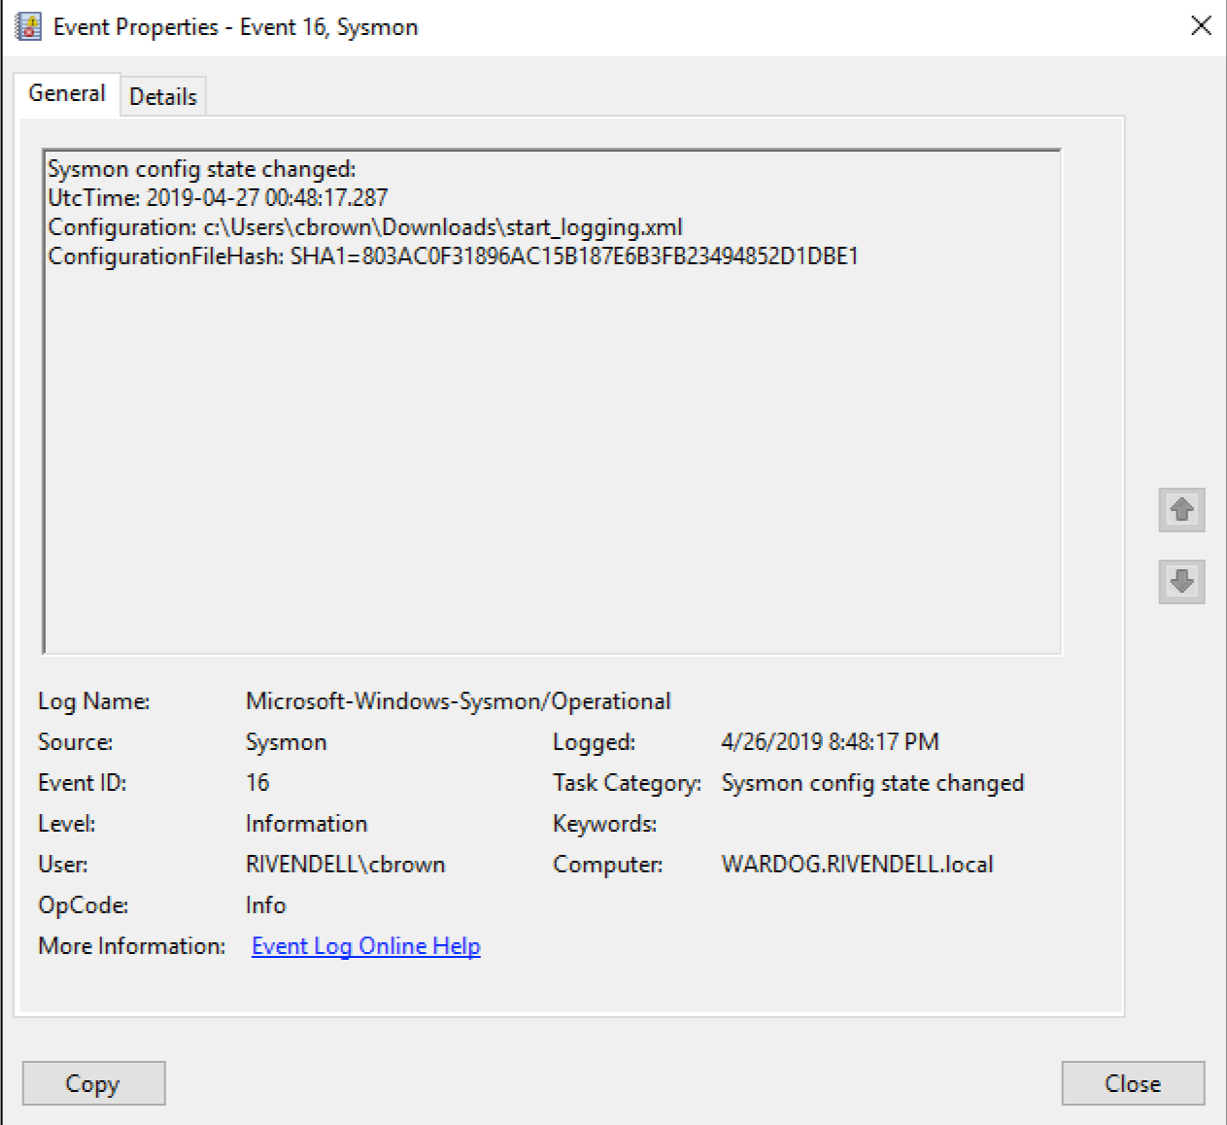 Event Properties - Event 16, Sysmon
General
Details
Sysmon config state changed:
UtcTime: 2019-04-27 00:48:17.287
Configuration: c:\Users\cbrown\Downloads\start_logging.xml
ConfigurationFileHash: SHA1=803AC0F31896AC15B187E6B3FB23494852D1DBE1
Log Name: Microsoft-Windows-Sysmon/Operational
Source: Sysmon Logged: 4/26/2019 8:48:17 PM
Event ID: 16 Task Category: Sysmon config state changed
Level: Information Keywords:
User: RIVENDELL\cbrown Computer: WARDOG.RIVENDELL.local
OpCode: Info
More Information: Event Log Online Help
Copy
Close